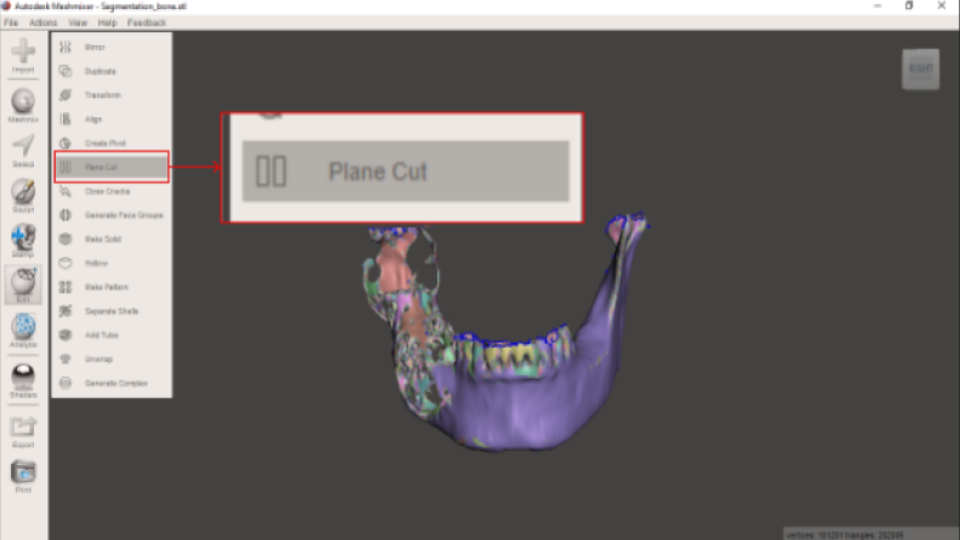 Autodesk Meshmixer - Segmentation_bone.stl
File Actions View Help Feedback
Import
Meshmix
Select
Sculpt
Stamp
Edit
Analysis
Shaders
Export
Print
Mirror
Duplicate
Transform
Align
Create Pivot
Plane Cut
Close Cracks
Generate Face Groups
Make Solid
Hollow
Make Pattern
Separate Shells
Add Tube
Unwrap
Generate Complex
Plane Cut
RIGHT
vertices: 101201 triangles: